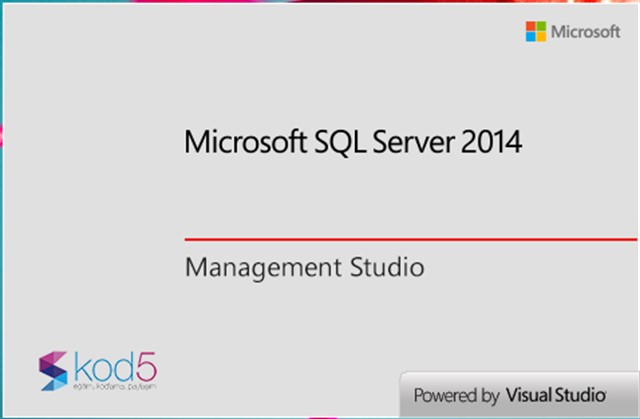 Microsoft
Microsoft SQL Server 2014
Management Studio
kod5
eğitim, kodlama, paylaşım
Powered by Visual Studio